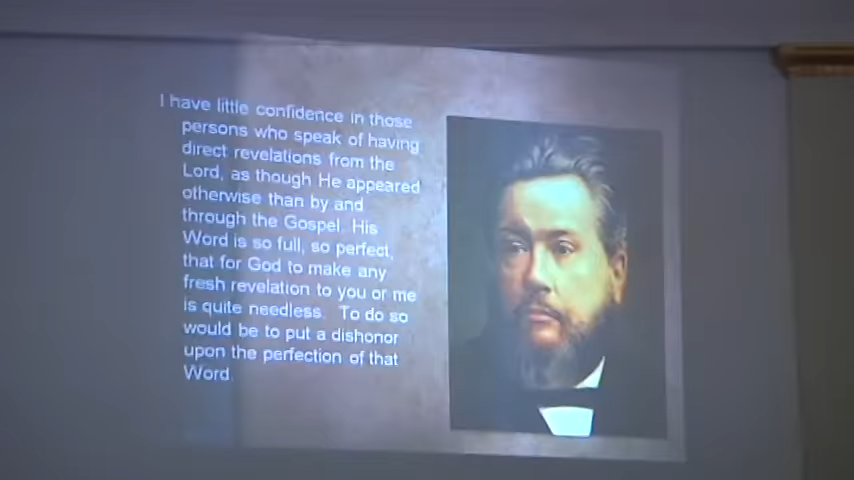 I have little confidence in those
persons who speak of having
direct revelations from the
Lord, as though He appeared
otherwise than by and
through the Gospel. His
Word is so full, so perfect,
that for God to make any
fresh revelation to you or me
is quite needless. To do so
would be to put a dishonor
upon the perfection of that
Word.